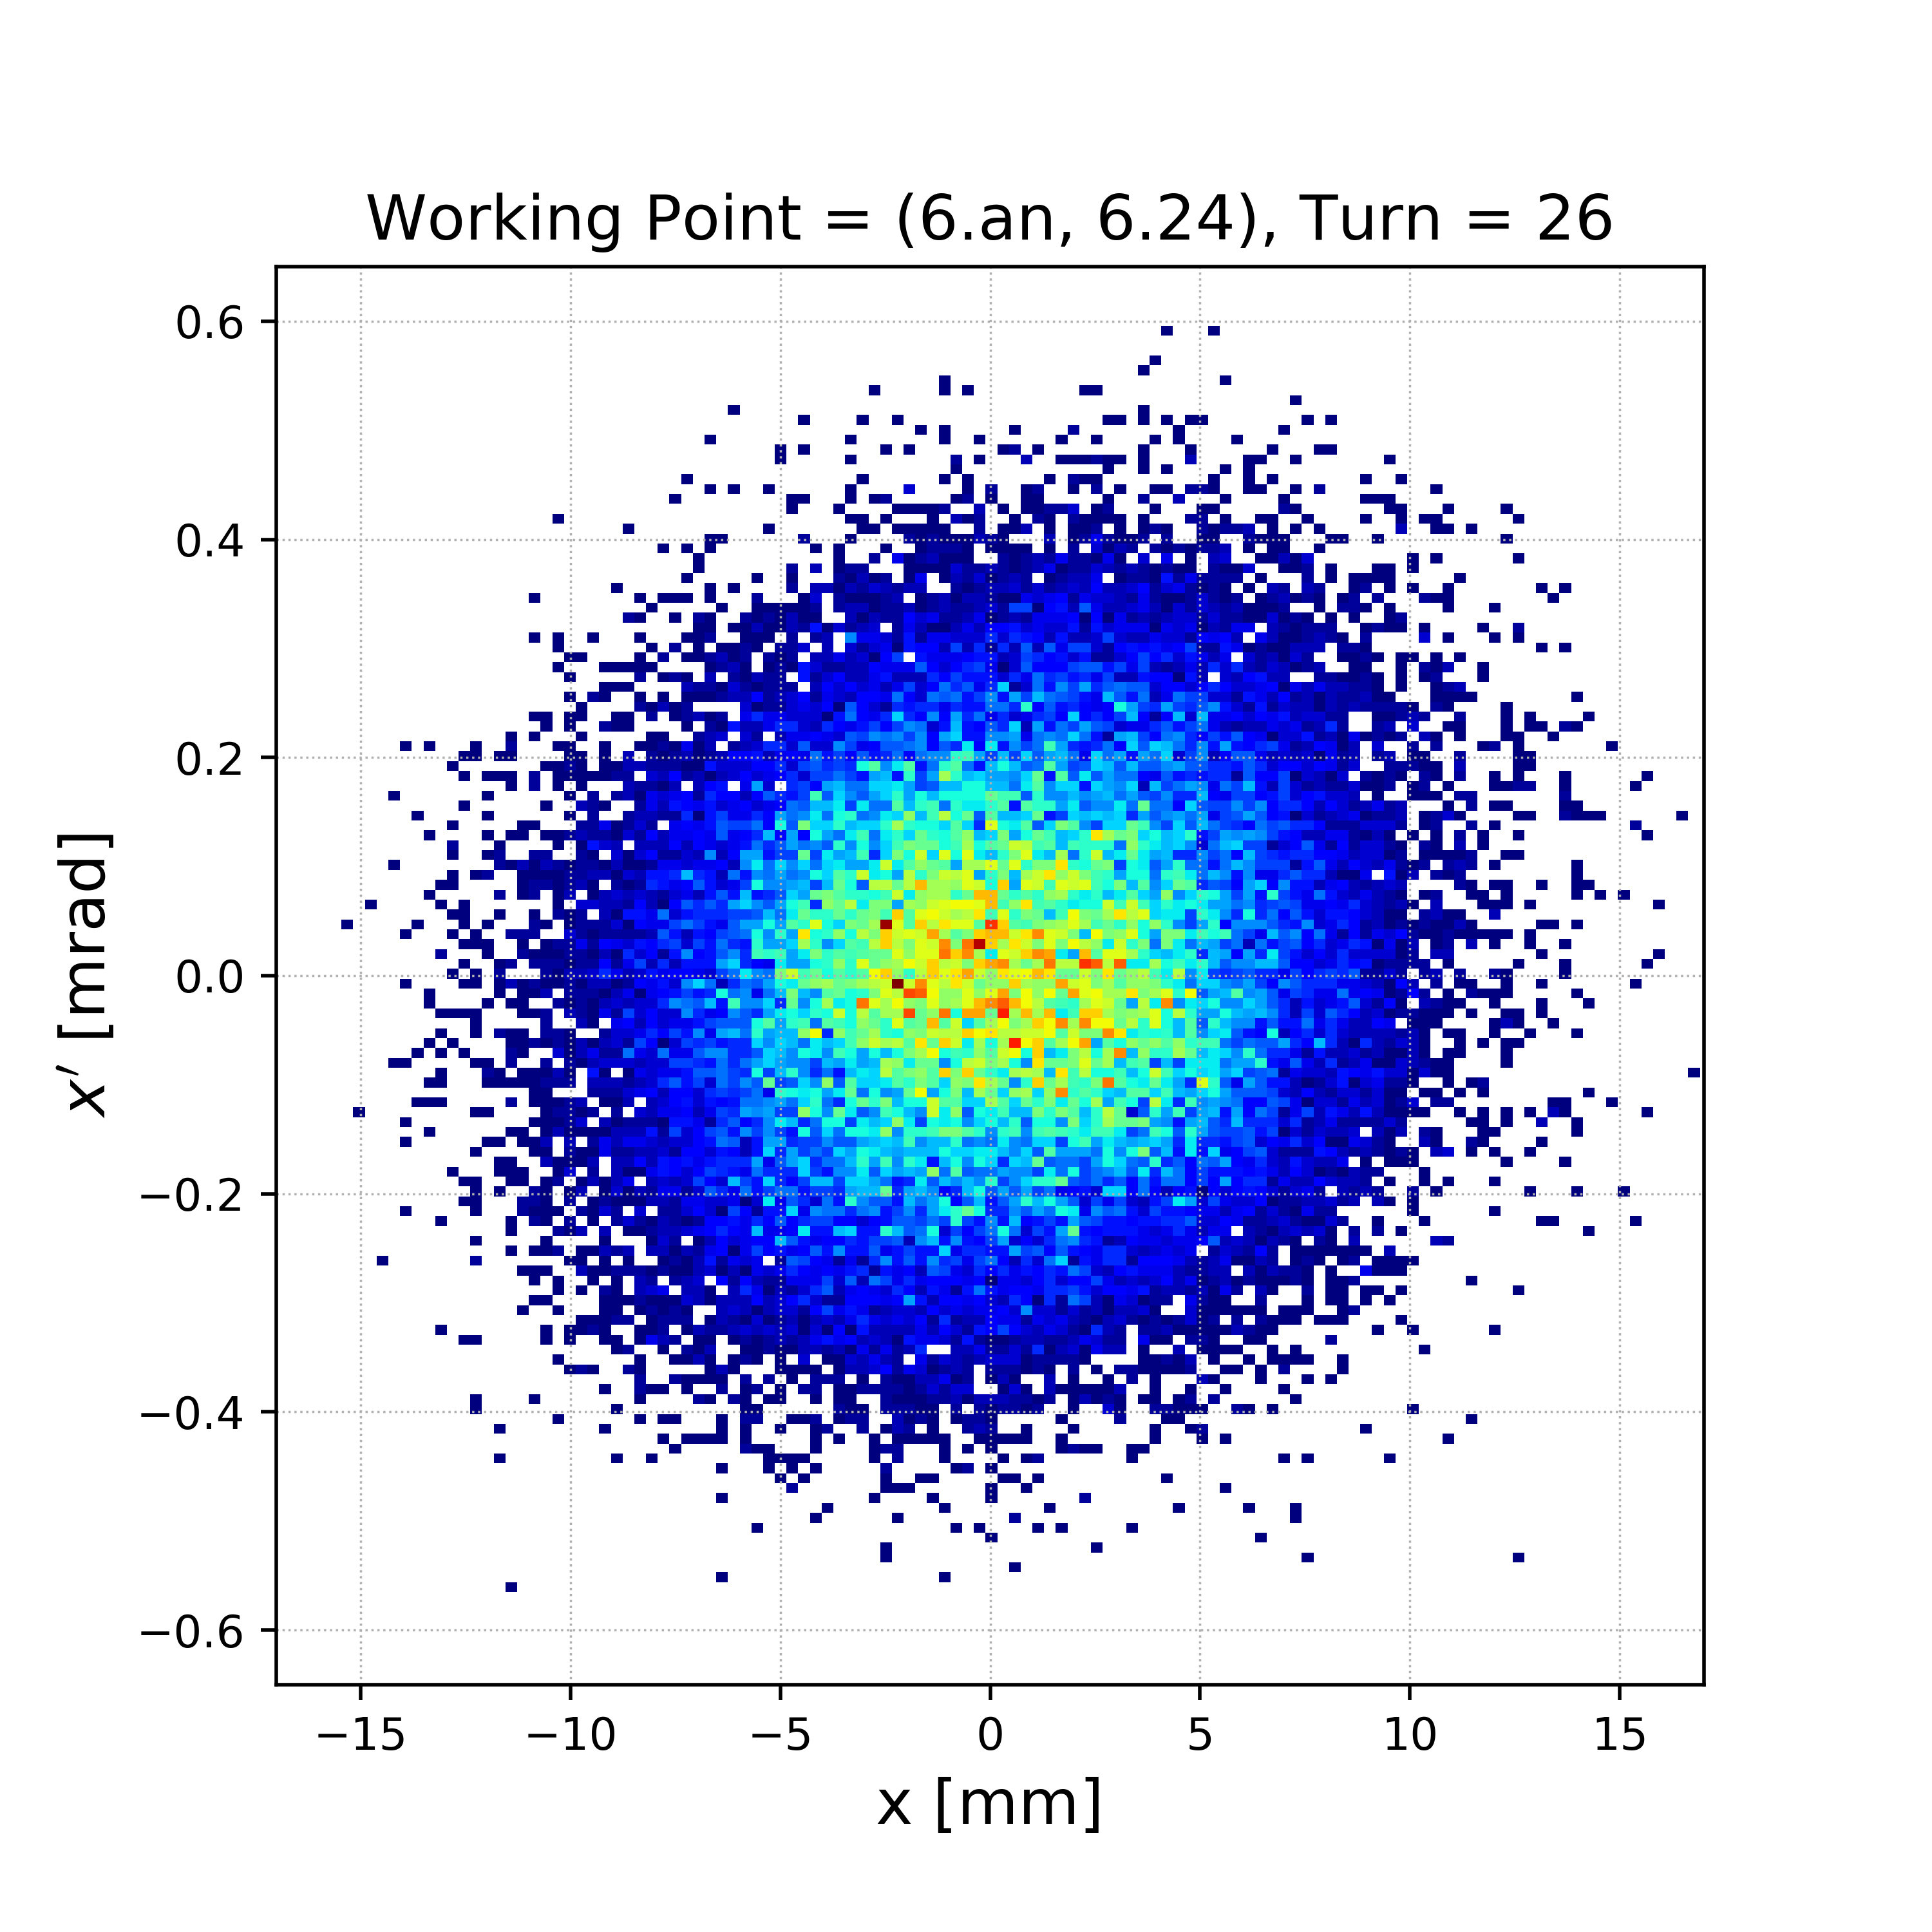 Working Point = (6.an, 6.24), Turn = 26
0.6
0.4
0.2
0.0
−0.2
−0.4
−0.6
x′ [mrad]
−15 −10 −5 0 5 10 15
x [mm]